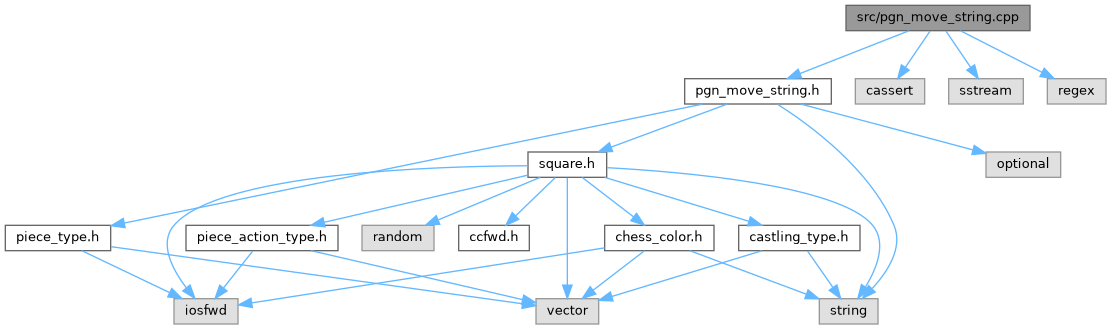 src/pgn_move_string.cpp
pgn_move_string.h
cassert
sstream
regex
square.h
optional
piece_type.h
piece_action_type.h
random
ccfwd.h
chess_color.h
castling_type.h
iosfwd
vector
string